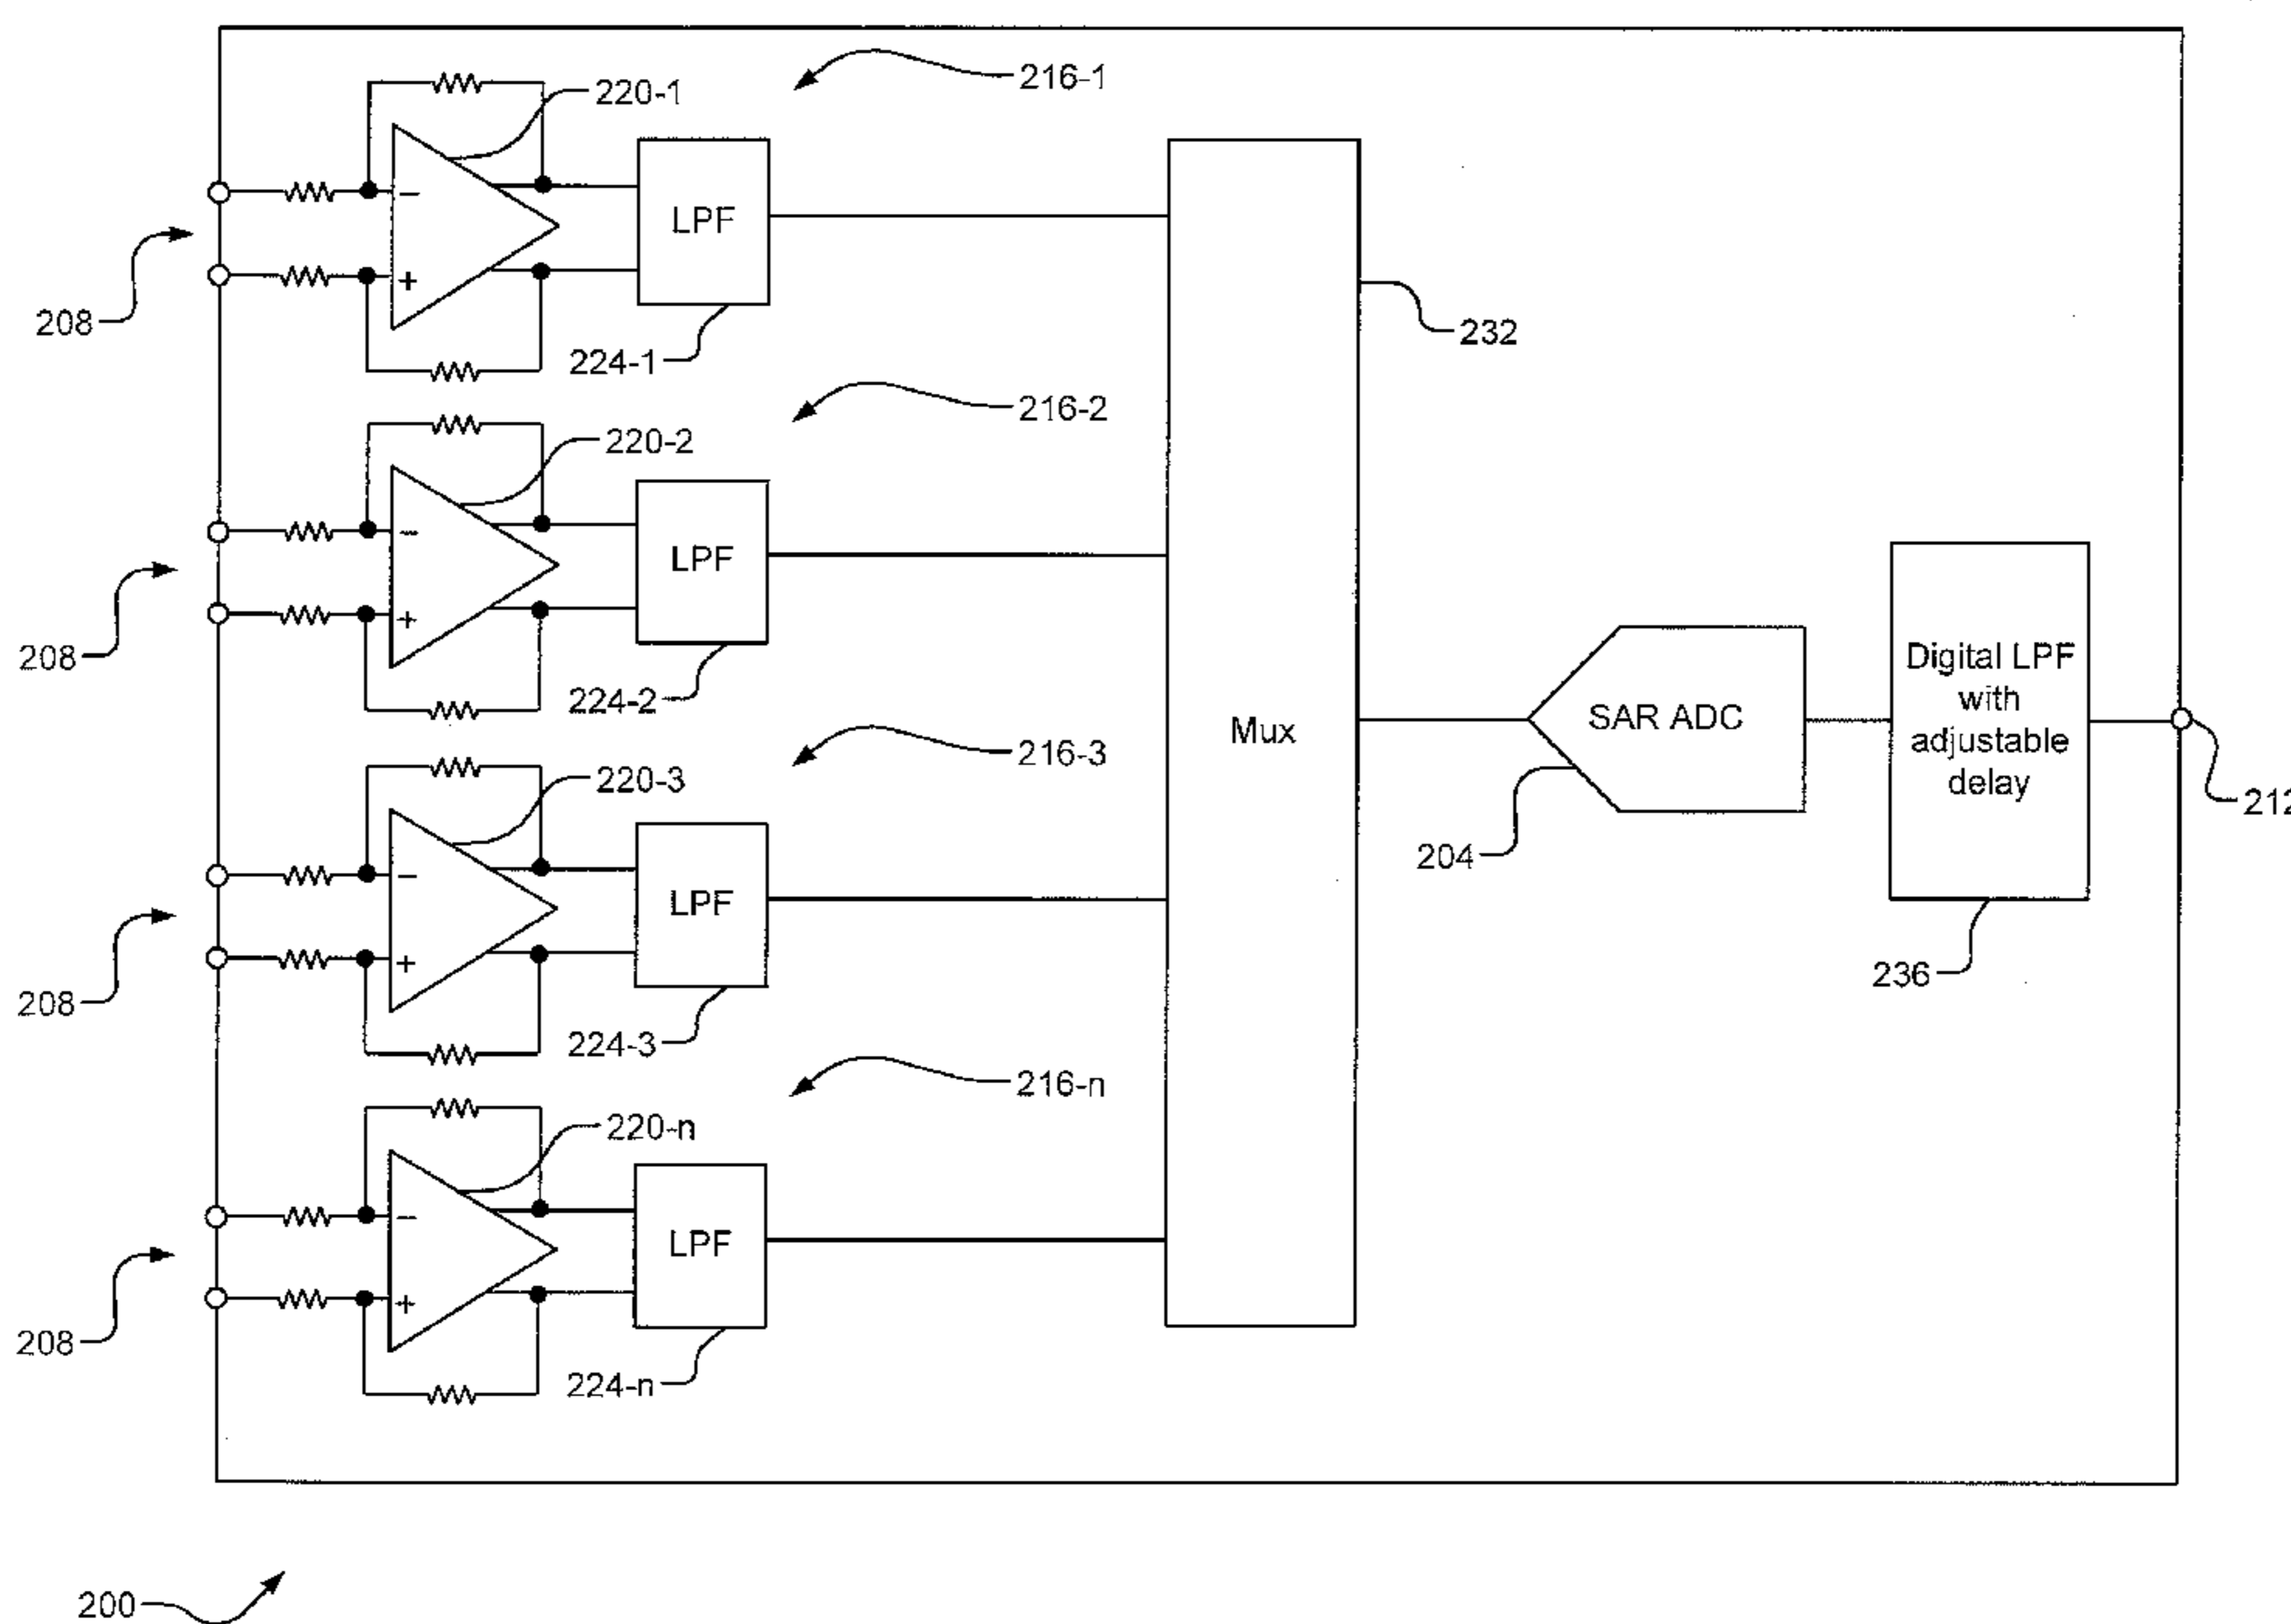 216-1
220-1
−
LPF
+
208
232
224-1
216-2
220-2
−
LPF
+
208
224-2
Mux
SAR ADC
Digital LPF
with
adjustable
delay
216-3
220-3
212
204
−
LPF
+
208
236
224-3
216-n
220-n
−
LPF
+
208
224-n
200